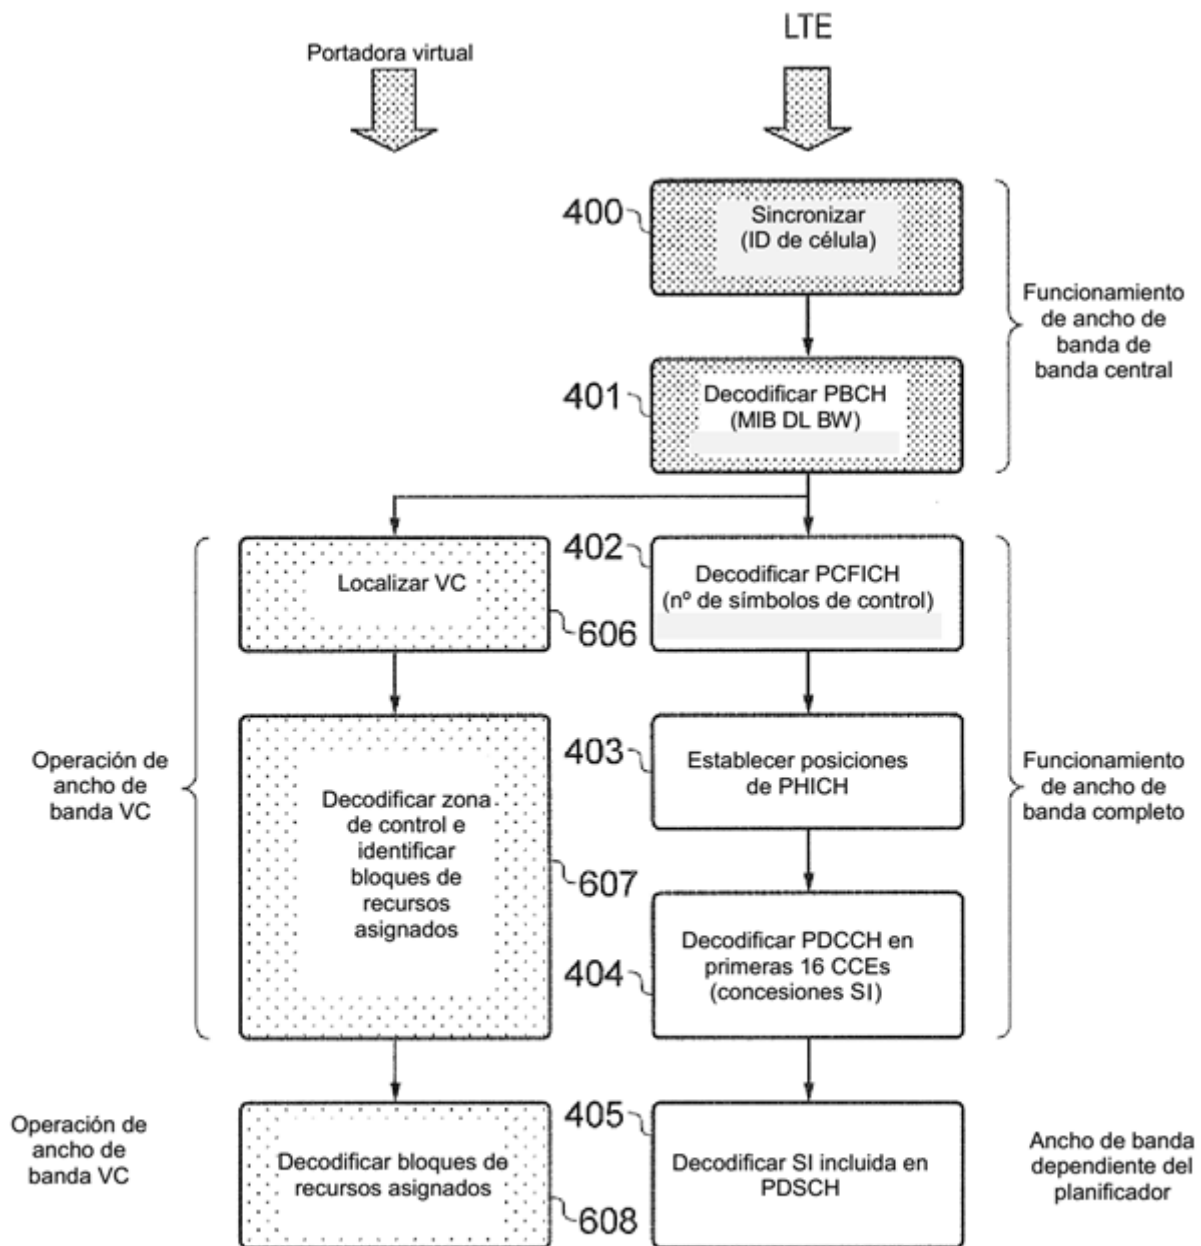 LTE
Portadora virtual
400
Sincronizar
(ID de célula)
Funcionamiento
de ancho de
banda de
banda central
401
Decodificar PBCH
(MIB DL BW)
Localizar VC
606
402
Decodificar PCFICH
(nº de símbolos de control)
Operación de
ancho de
banda VC
Decodificar zona
de control e
identificar
bloques de
recursos
asignados
607
403
Establecer posiciones
de PHICH
Funcionamiento
de ancho de
banda completo
404
Decodificar PDCCH en
primeras 16 CCEs
(concesiones SI)
Operación de
ancho de
banda VC
Decodificar bloques de
recursos asignados
608
405
Decodificar SI incluida en
PDSCH
Ancho de banda
dependiente del
planificador